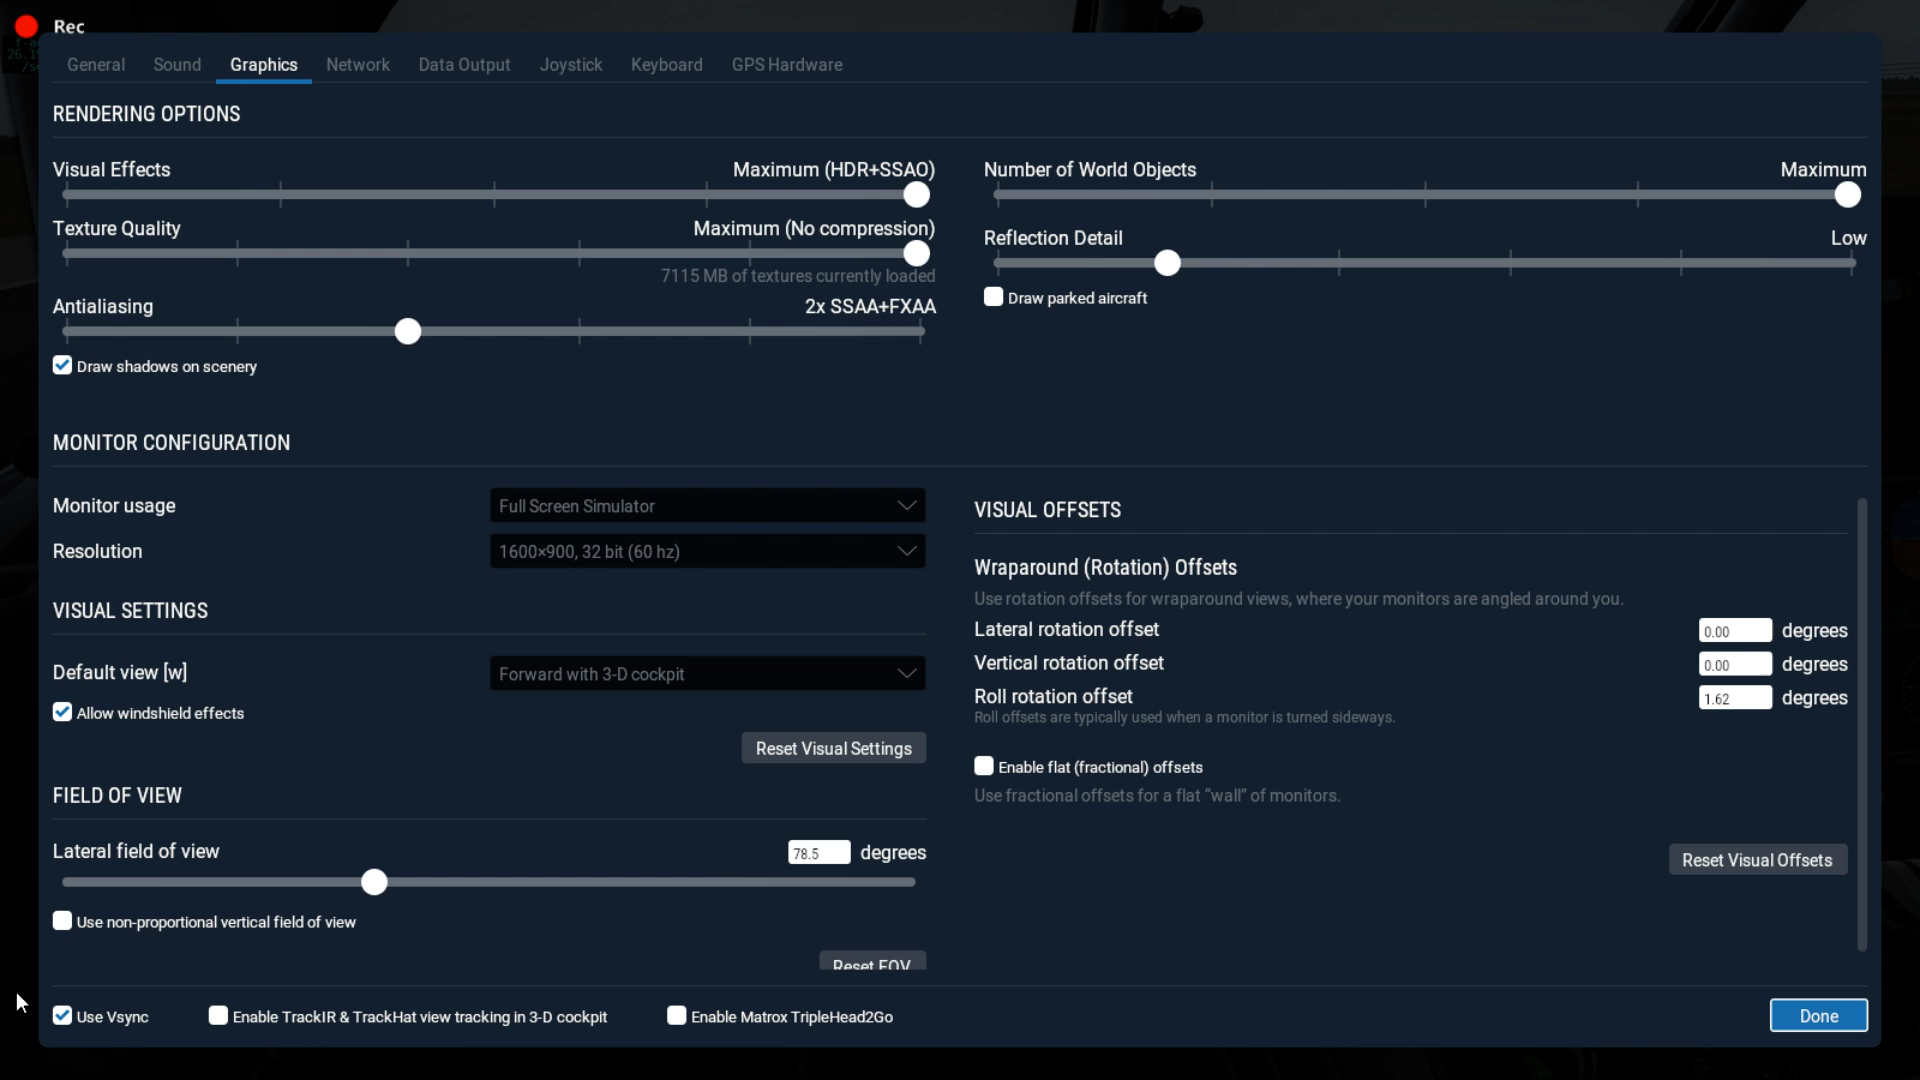 Rec
General Sound Graphics Network Data Output Joystick Keyboard GPS Hardware
RENDERING OPTIONS
Visual Effects Maximum (HDR+SSAO)
Texture Quality Maximum (No compression)
7115 MB of textures currently loaded
Antialiasing 2x SSAA+FXAA
Draw shadows on scenery
Number of World Objects Maximum
Reflection Detail Low
Draw parked aircraft
MONITOR CONFIGURATION
Monitor usage Full Screen Simulator
Resolution 1600×900, 32 bit (60 hz)
VISUAL SETTINGS
Default view [w] Forward with 3-D cockpit
Allow windshield effects
Reset Visual Settings
FIELD OF VIEW
Lateral field of view 78.5 degrees
Use non-proportional vertical field of view
Reset FOV
VISUAL OFFSETS
Wraparound (Rotation) Offsets
Use rotation offsets for wraparound views, where your monitors are angled around you.
Lateral rotation offset 0.00 degrees
Vertical rotation offset 0.00 degrees
Roll rotation offset 1.62 degrees
Roll offsets are typically used when a monitor is turned sideways.
Enable flat (fractional) offsets
Use fractional offsets for a flat “wall” of monitors.
Reset Visual Offsets
Use Vsync Enable TrackIR & TrackHat view tracking in 3-D cockpit Enable Matrox TripleHead2Go Done